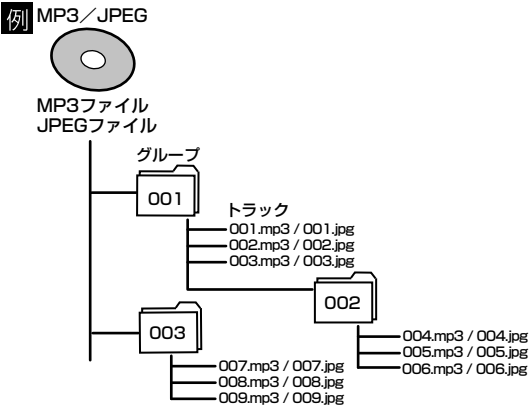 例 MP3／JPEG
MP3ファイル
JPEGファイル
グループ
001
トラック
001.mp3 / 001.jpg
002.mp3 / 002.jpg
003.mp3 / 003.jpg
002
004.mp3 / 004.jpg
005.mp3 / 005.jpg
006.mp3 / 006.jpg
003
007.mp3 / 007.jpg
008.mp3 / 008.jpg
009.mp3 / 009.jpg